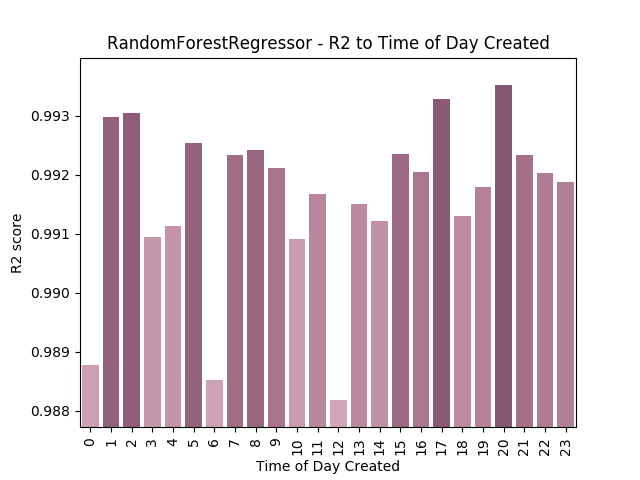 RandomForestRegressor - R2 to Time of Day Created
R2 score
0.993
0.992
0.991
0.990
0.989
0.988
0 1 2 3 4 5 6 7 8 9 10 11 12 13 14 15 16 17 18 19 20 21 22 23
Time of Day Created